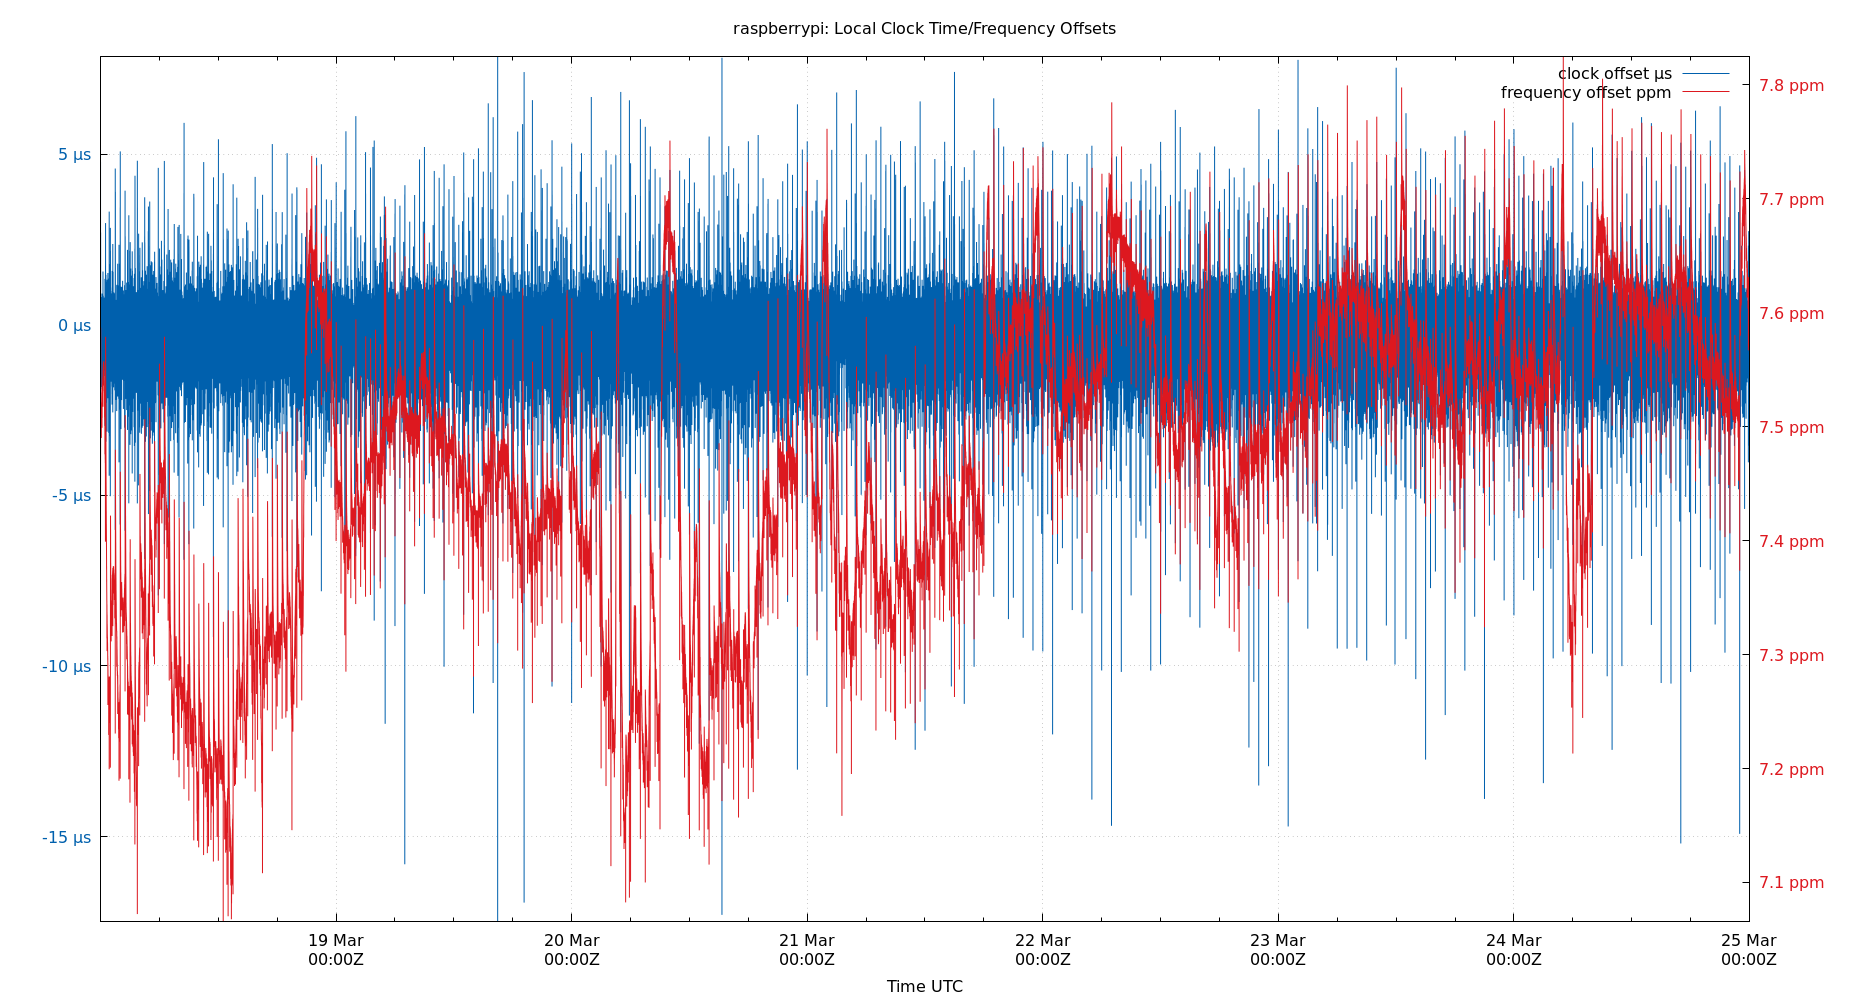 raspberrypi: Local Clock Time/Frequency Offsets
clock offset µs
frequency offset ppm
5 µs
0 µs
-5 µs
-10 µs
-15 µs
7.8 ppm
7.7 ppm
7.6 ppm
7.5 ppm
7.4 ppm
7.3 ppm
7.2 ppm
7.1 ppm
19 Mar
00:00Z
20 Mar
00:00Z
21 Mar
00:00Z
22 Mar
00:00Z
23 Mar
00:00Z
24 Mar
00:00Z
25 Mar
00:00Z
Time UTC